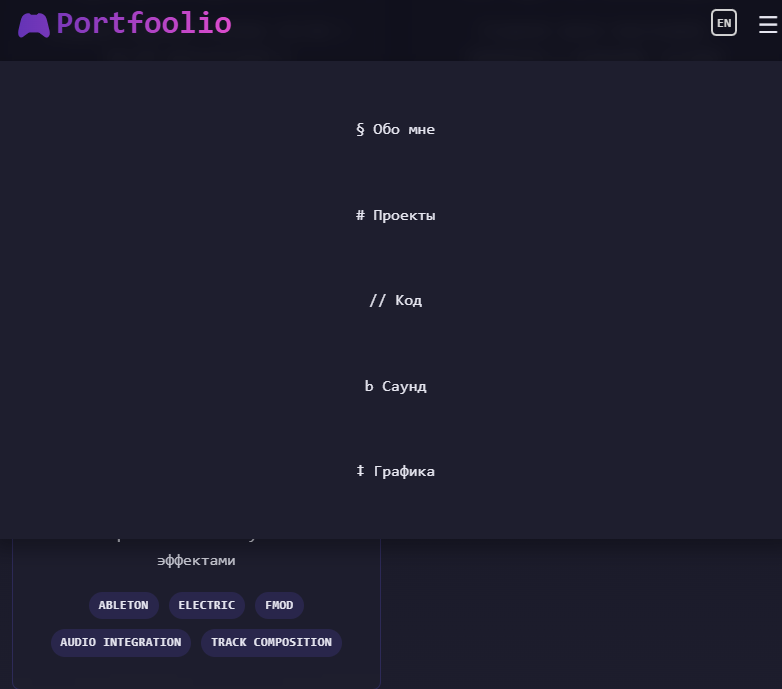 Portfoolio
EN
§ Обо мне
# Проекты
// Код
b Саунд
‡ Графика
эффектами
ABLETON ELECTRIC FMOD
AUDIO INTEGRATION TRACK COMPOSITION